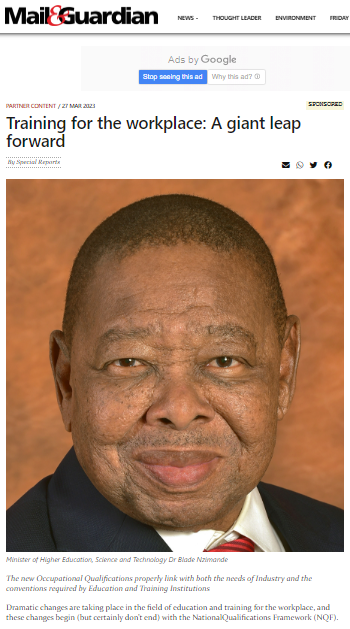 Mail&Guardian
NEWS THOUGHT LEADER ENVIRONMENT FRIDAY
Ads by Google
Stop seeing this ad Why this ad?
PARTNER CONTENT / 27 MAR 2023 SPONSORED
Training for the workplace: A giant leap
forward
By Special Reports
Minister of Higher Education, Science and Technology Dr Blade Nzimande
The new Occupational Qualifications properly link with both the needs of Industry and the
conventions required by Education and Training Institutions
Dramatic changes are taking place in the field of education and training for the workplace, and
these changes begin (but certainly don't end) with the NationalQualifications Framework (NQF).